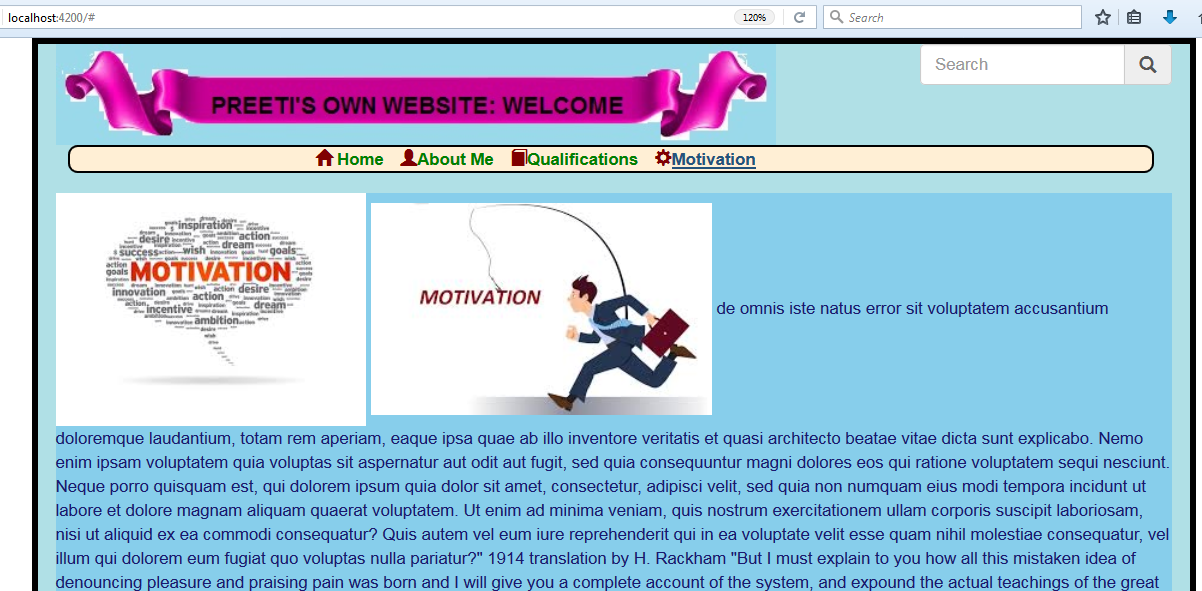 localhost:4200/#
120%
Search
PREETI'S OWN WEBSITE: WELCOME
Search
Home About Me Qualifications Motivation
inspiration
desire
action
dream
success
wish
goals
MOTIVATION
innovation
desire
action
incentive
dream
ambition
MOTIVATION
de omnis iste natus error sit voluptatem accusantium
doloremque laudantium, totam rem aperiam, eaque ipsa quae ab illo inventore veritatis et quasi architecto beatae vitae dicta sunt explicabo. Nemo
enim ipsam voluptatem quia voluptas sit aspernatur aut odit aut fugit, sed quia consequuntur magni dolores eos qui ratione voluptatem sequi nesciunt.
Neque porro quisquam est, qui dolorem ipsum quia dolor sit amet, consectetur, adipisci velit, sed quia non numquam eius modi tempora incidunt ut
labore et dolore magnam aliquam quaerat voluptatem. Ut enim ad minima veniam, quis nostrum exercitationem ullam corporis suscipit laboriosam,
nisi ut aliquid ex ea commodi consequatur? Quis autem vel eum iure reprehenderit qui in ea voluptate velit esse quam nihil molestiae consequatur, vel
illum qui dolorem eum fugiat quo voluptas nulla pariatur?" 1914 translation by H. Rackham "But I must explain to you how all this mistaken idea of
denouncing pleasure and praising pain was born and I will give you a complete account of the system, and expound the actual teachings of the great